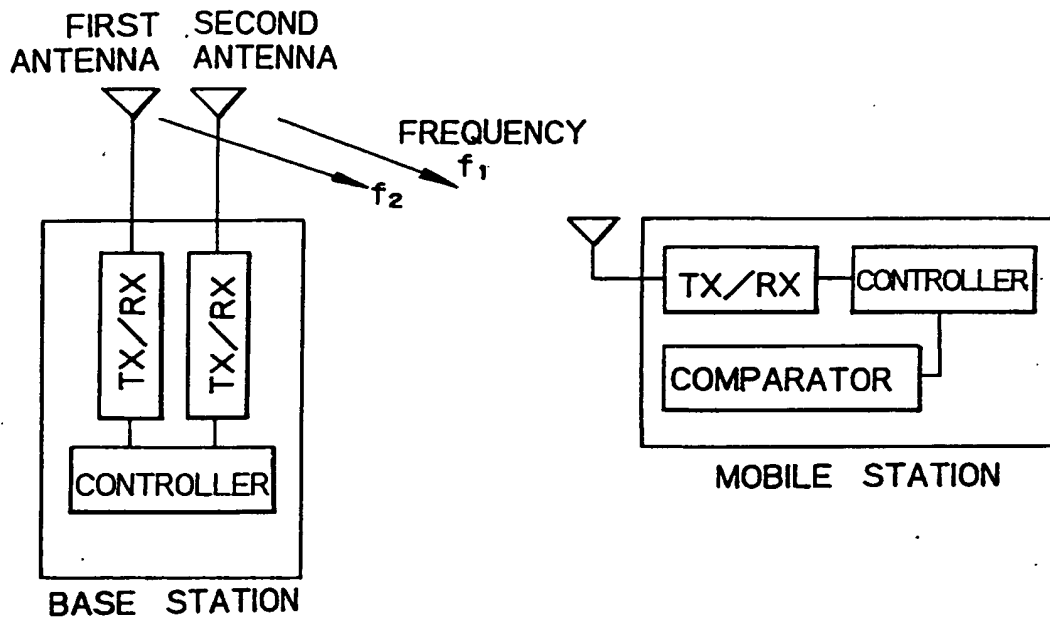 FIRST
ANTENNA
SECOND
ANTENNA
FREQUENCY
f₁
f₂
TX/RX
TX/RX
CONTROLLER
BASE STATION
TX/RX
CONTROLLER
COMPARATOR
MOBILE STATION